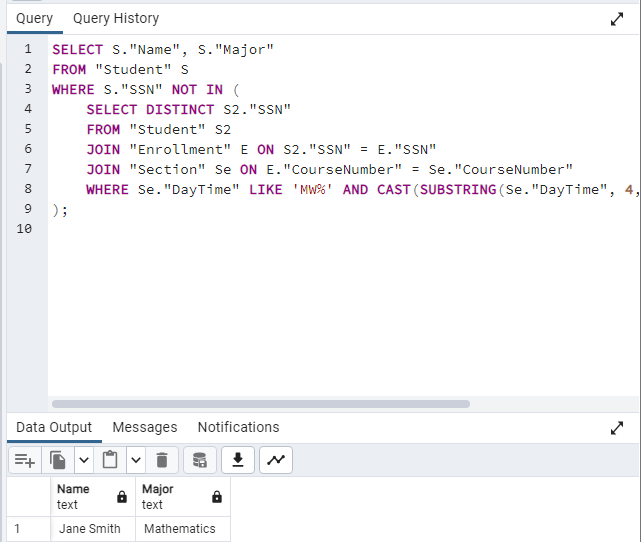 Query Query History
1 SELECT S."Name", S."Major"
2 FROM "Student" S
3 WHERE S."SSN" NOT IN (
4 SELECT DISTINCT S2."SSN"
5 FROM "Student" S2
6 JOIN "Enrollment" E ON S2."SSN" = E."SSN"
7 JOIN "Section" Se ON E."CourseNumber" = Se."CourseNumber"
8 WHERE Se."DayTime" LIKE 'MW%' AND CAST(SUBSTRING(Se."DayTime", 4,
9 );
10
Data Output Messages Notifications
Name Major
text text
1 Jane Smith Mathematics